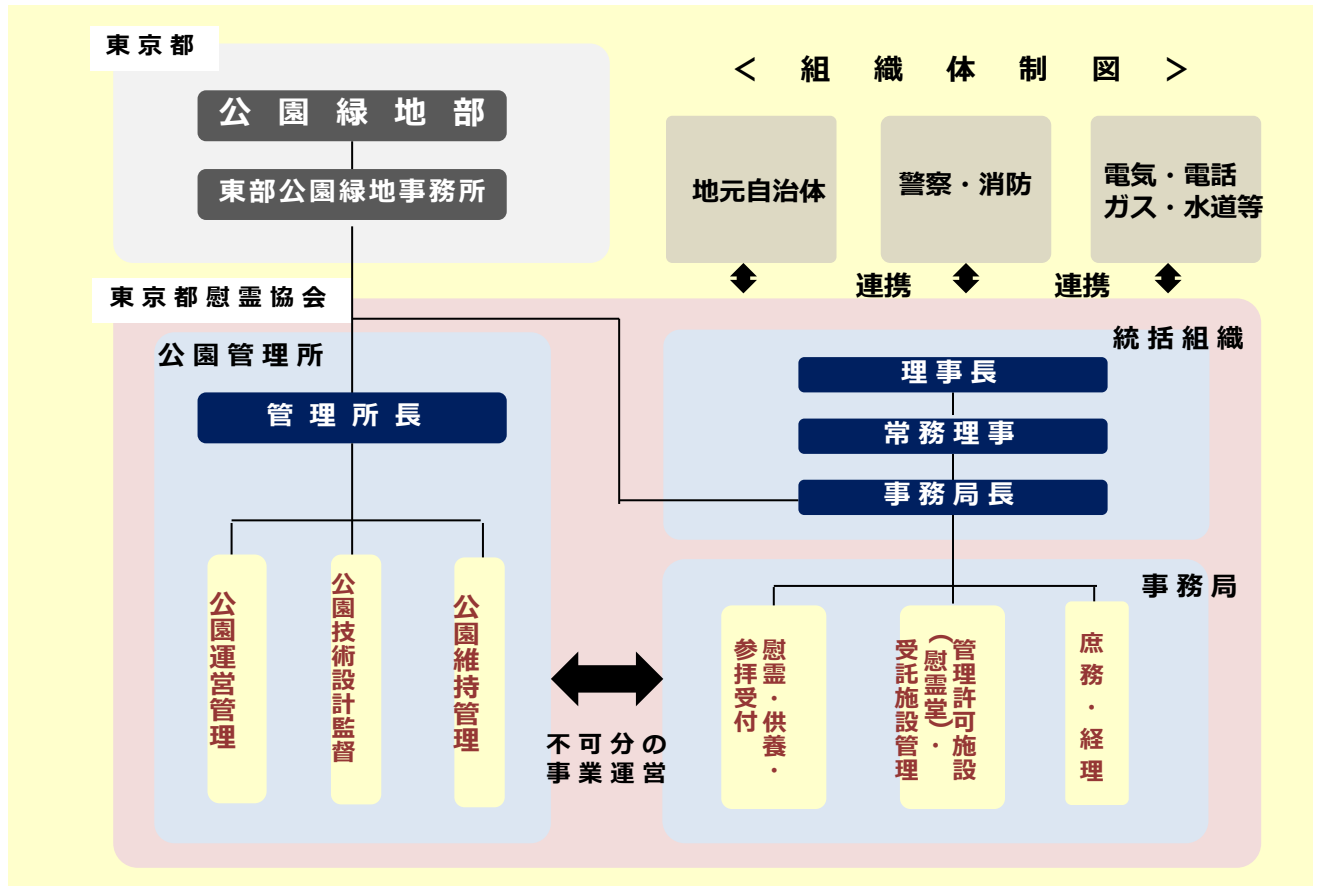 東京都
公園緑地部
東部公園緑地事務所
＜組織体制図＞
地元自治体
警察・消防
電気・電話
ガス・水道等
連携
連携
東京都慰霊協会
公園管理所
管理所長
公園運営管理
公園技術設計監督
公園維持管理
不可分の
事業運営
統括組織
理事長
常務理事
事務局長
事務局
慰霊・供養・
参拝受付
管理許可施設
（慰霊堂）・
受託施設管理
庶務・経理